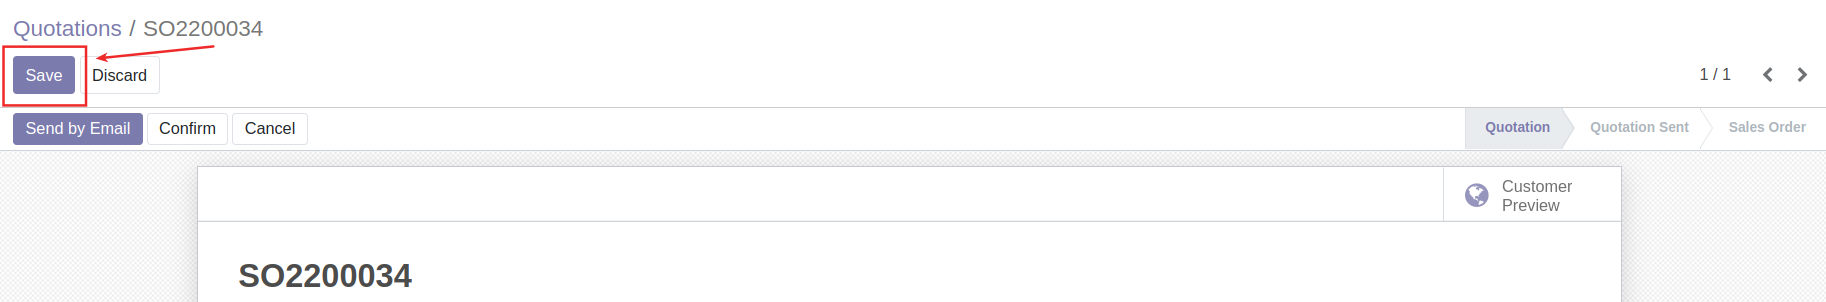 Quotations / SO2200034
Save Discard 1 / 1
Send by Email Confirm Cancel Quotation Quotation Sent Sales Order
Customer
Preview
SO2200034